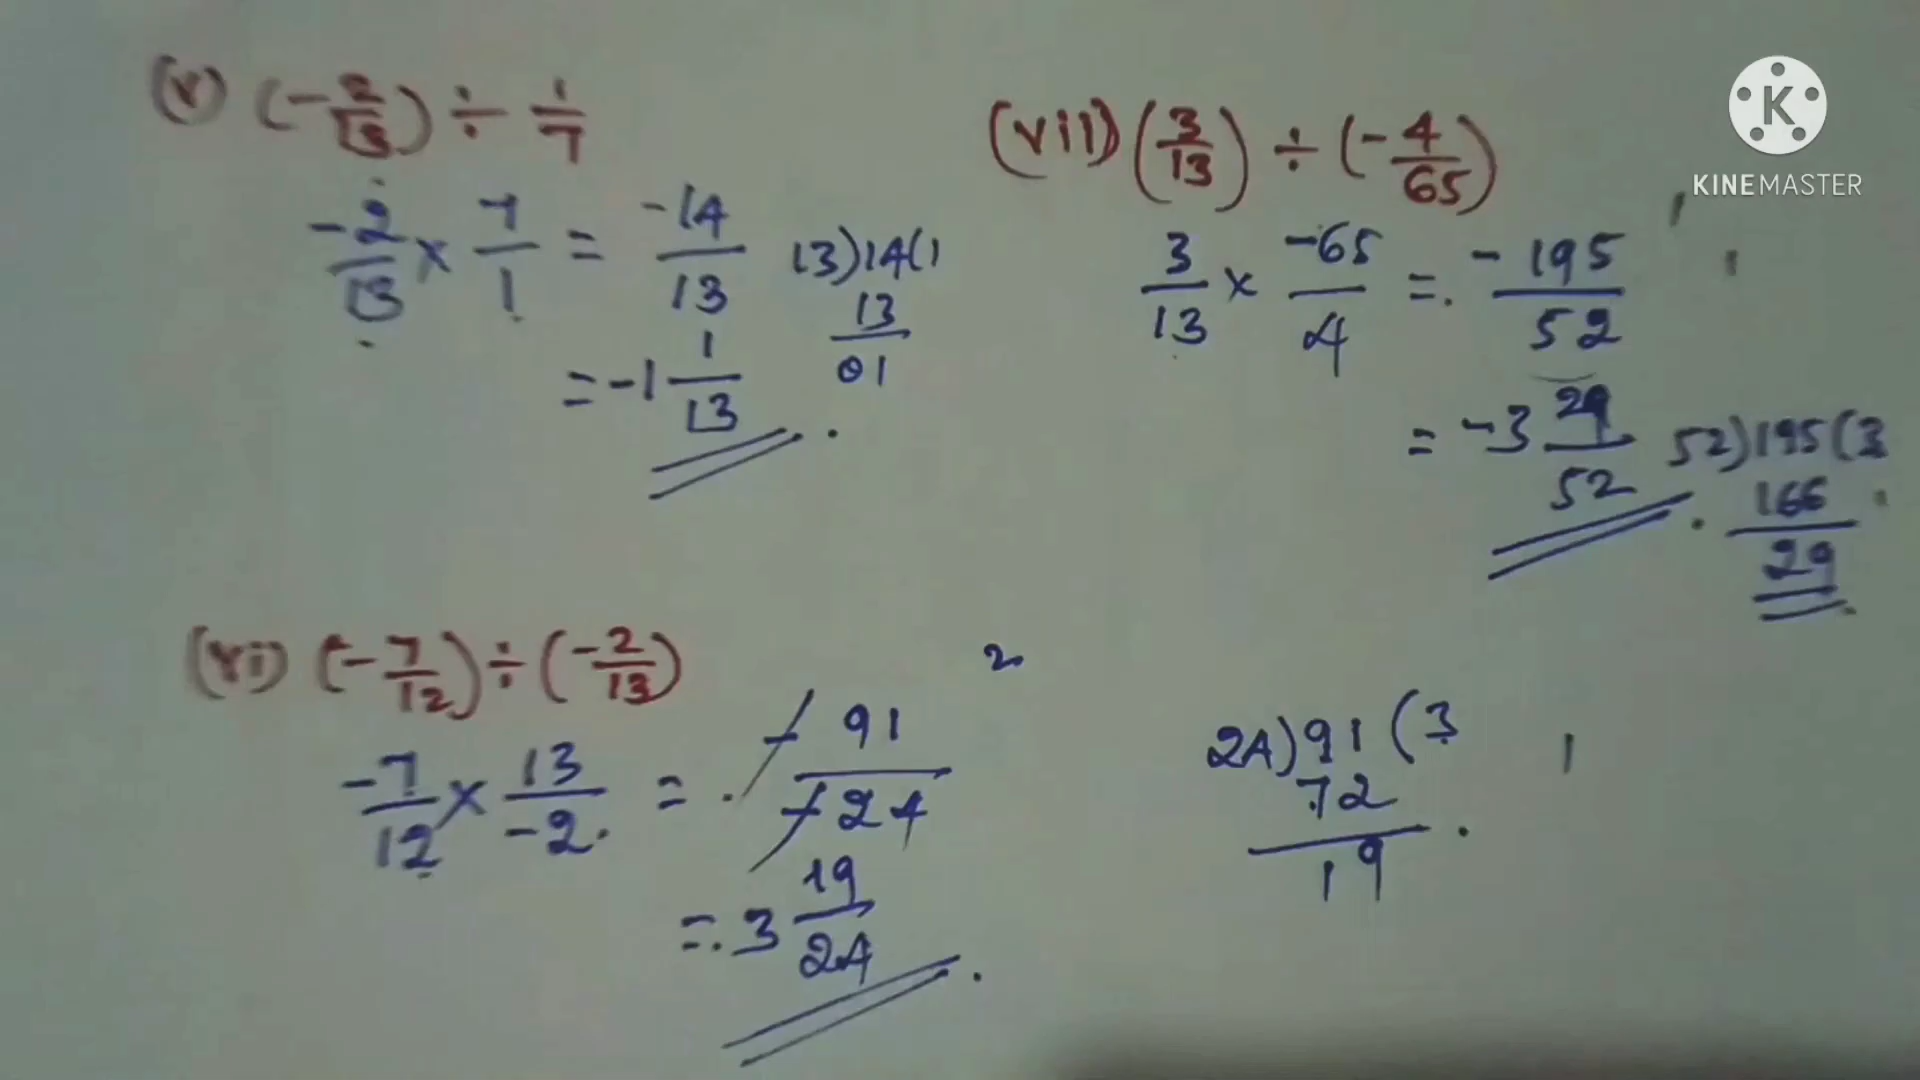 (v) (-2/13) ÷ 1/7
-2/13 × 7/1 = -14/13
= -1 1/13
13)14(1
13
01
(vi) (-7/12) ÷ (-2/13)
-7/12 × 13/-2 = -91/-24
= 3 19/24
2
24)91(3
72
19
(vii) (3/13) ÷ (-4/65)
3/13 × -65/4 = -195/52
= -3 29/52
52)195(3
166
29
K
KINEMASTER